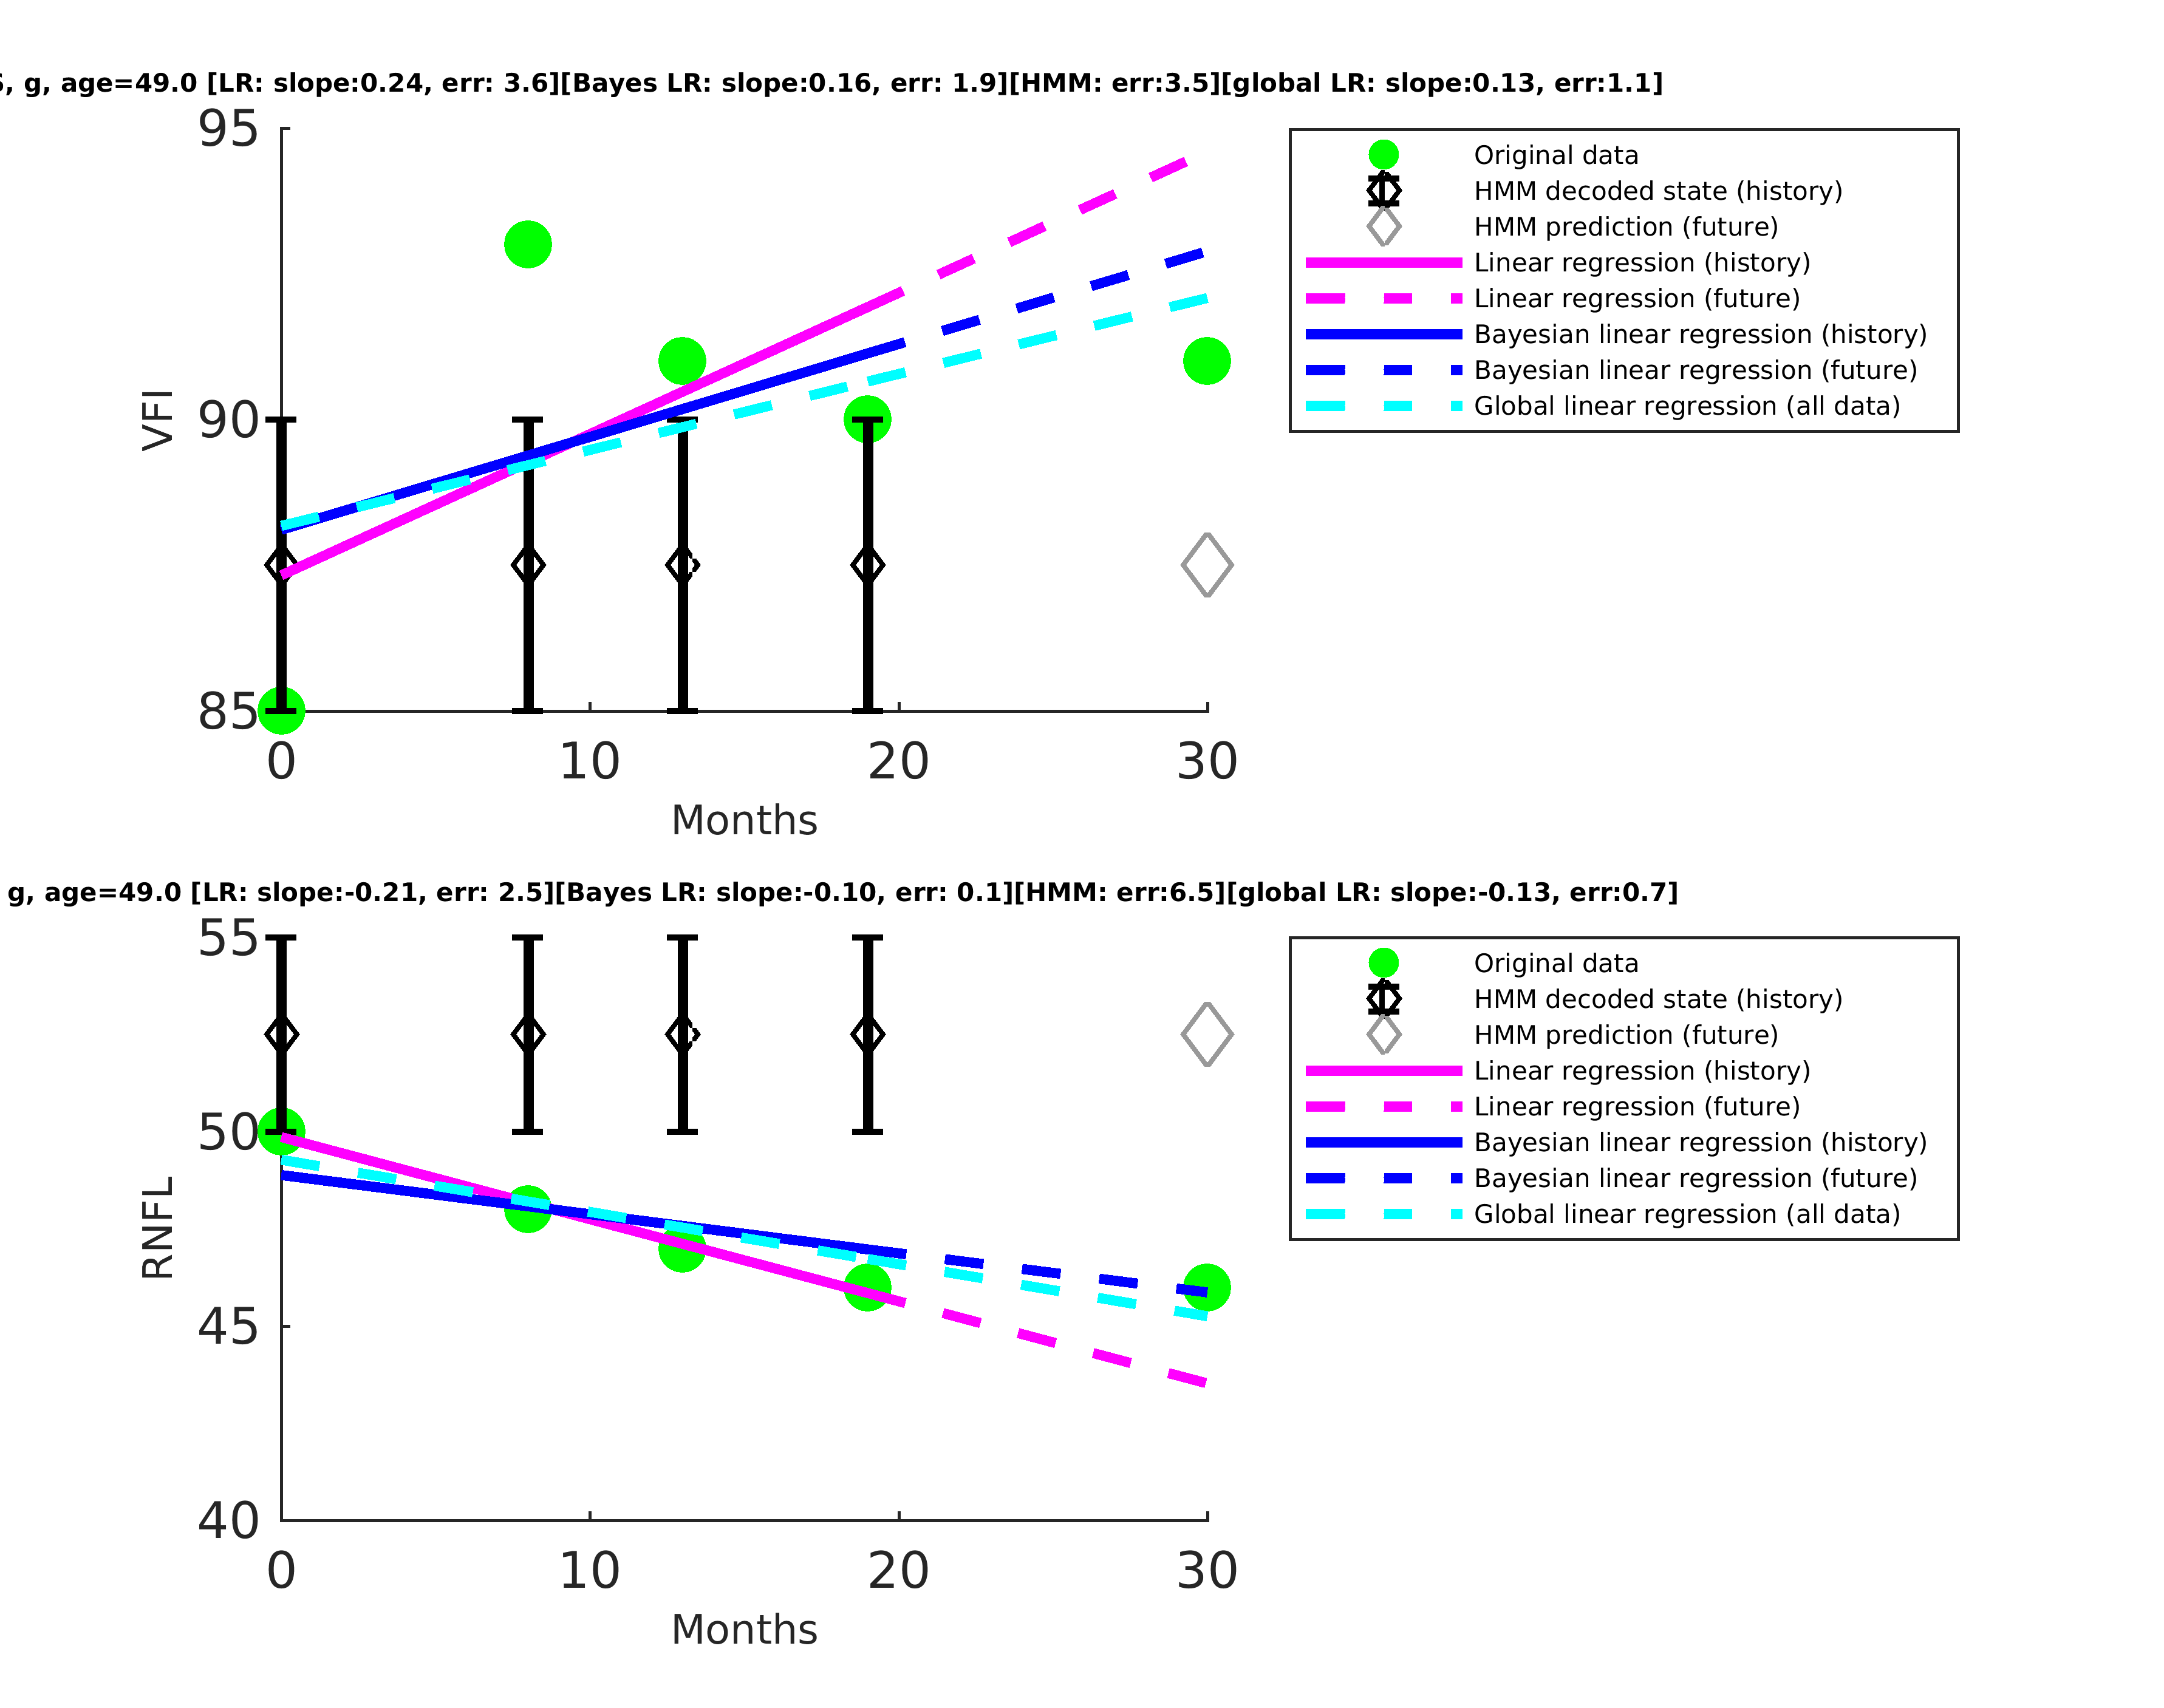 , g, age=49.0 [LR: slope:0.24, err: 3.6][Bayes LR: slope:0.16, err: 1.9][HMM: err:3.5][global LR: slope:0.13, err:1.1]
95
90
85
VFI
0 10 20 30
Months
Original data
HMM decoded state (history)
HMM prediction (future)
Linear regression (history)
Linear regression (future)
Bayesian linear regression (history)
Bayesian linear regression (future)
Global linear regression (all data)
g, age=49.0 [LR: slope:-0.21, err: 2.5][Bayes LR: slope:-0.10, err: 0.1][HMM: err:6.5][global LR: slope:-0.13, err:0.7]
55
50
45
40
RNFL
0 10 20 30
Months
Original data
HMM decoded state (history)
HMM prediction (future)
Linear regression (history)
Linear regression (future)
Bayesian linear regression (history)
Bayesian linear regression (future)
Global linear regression (all data)